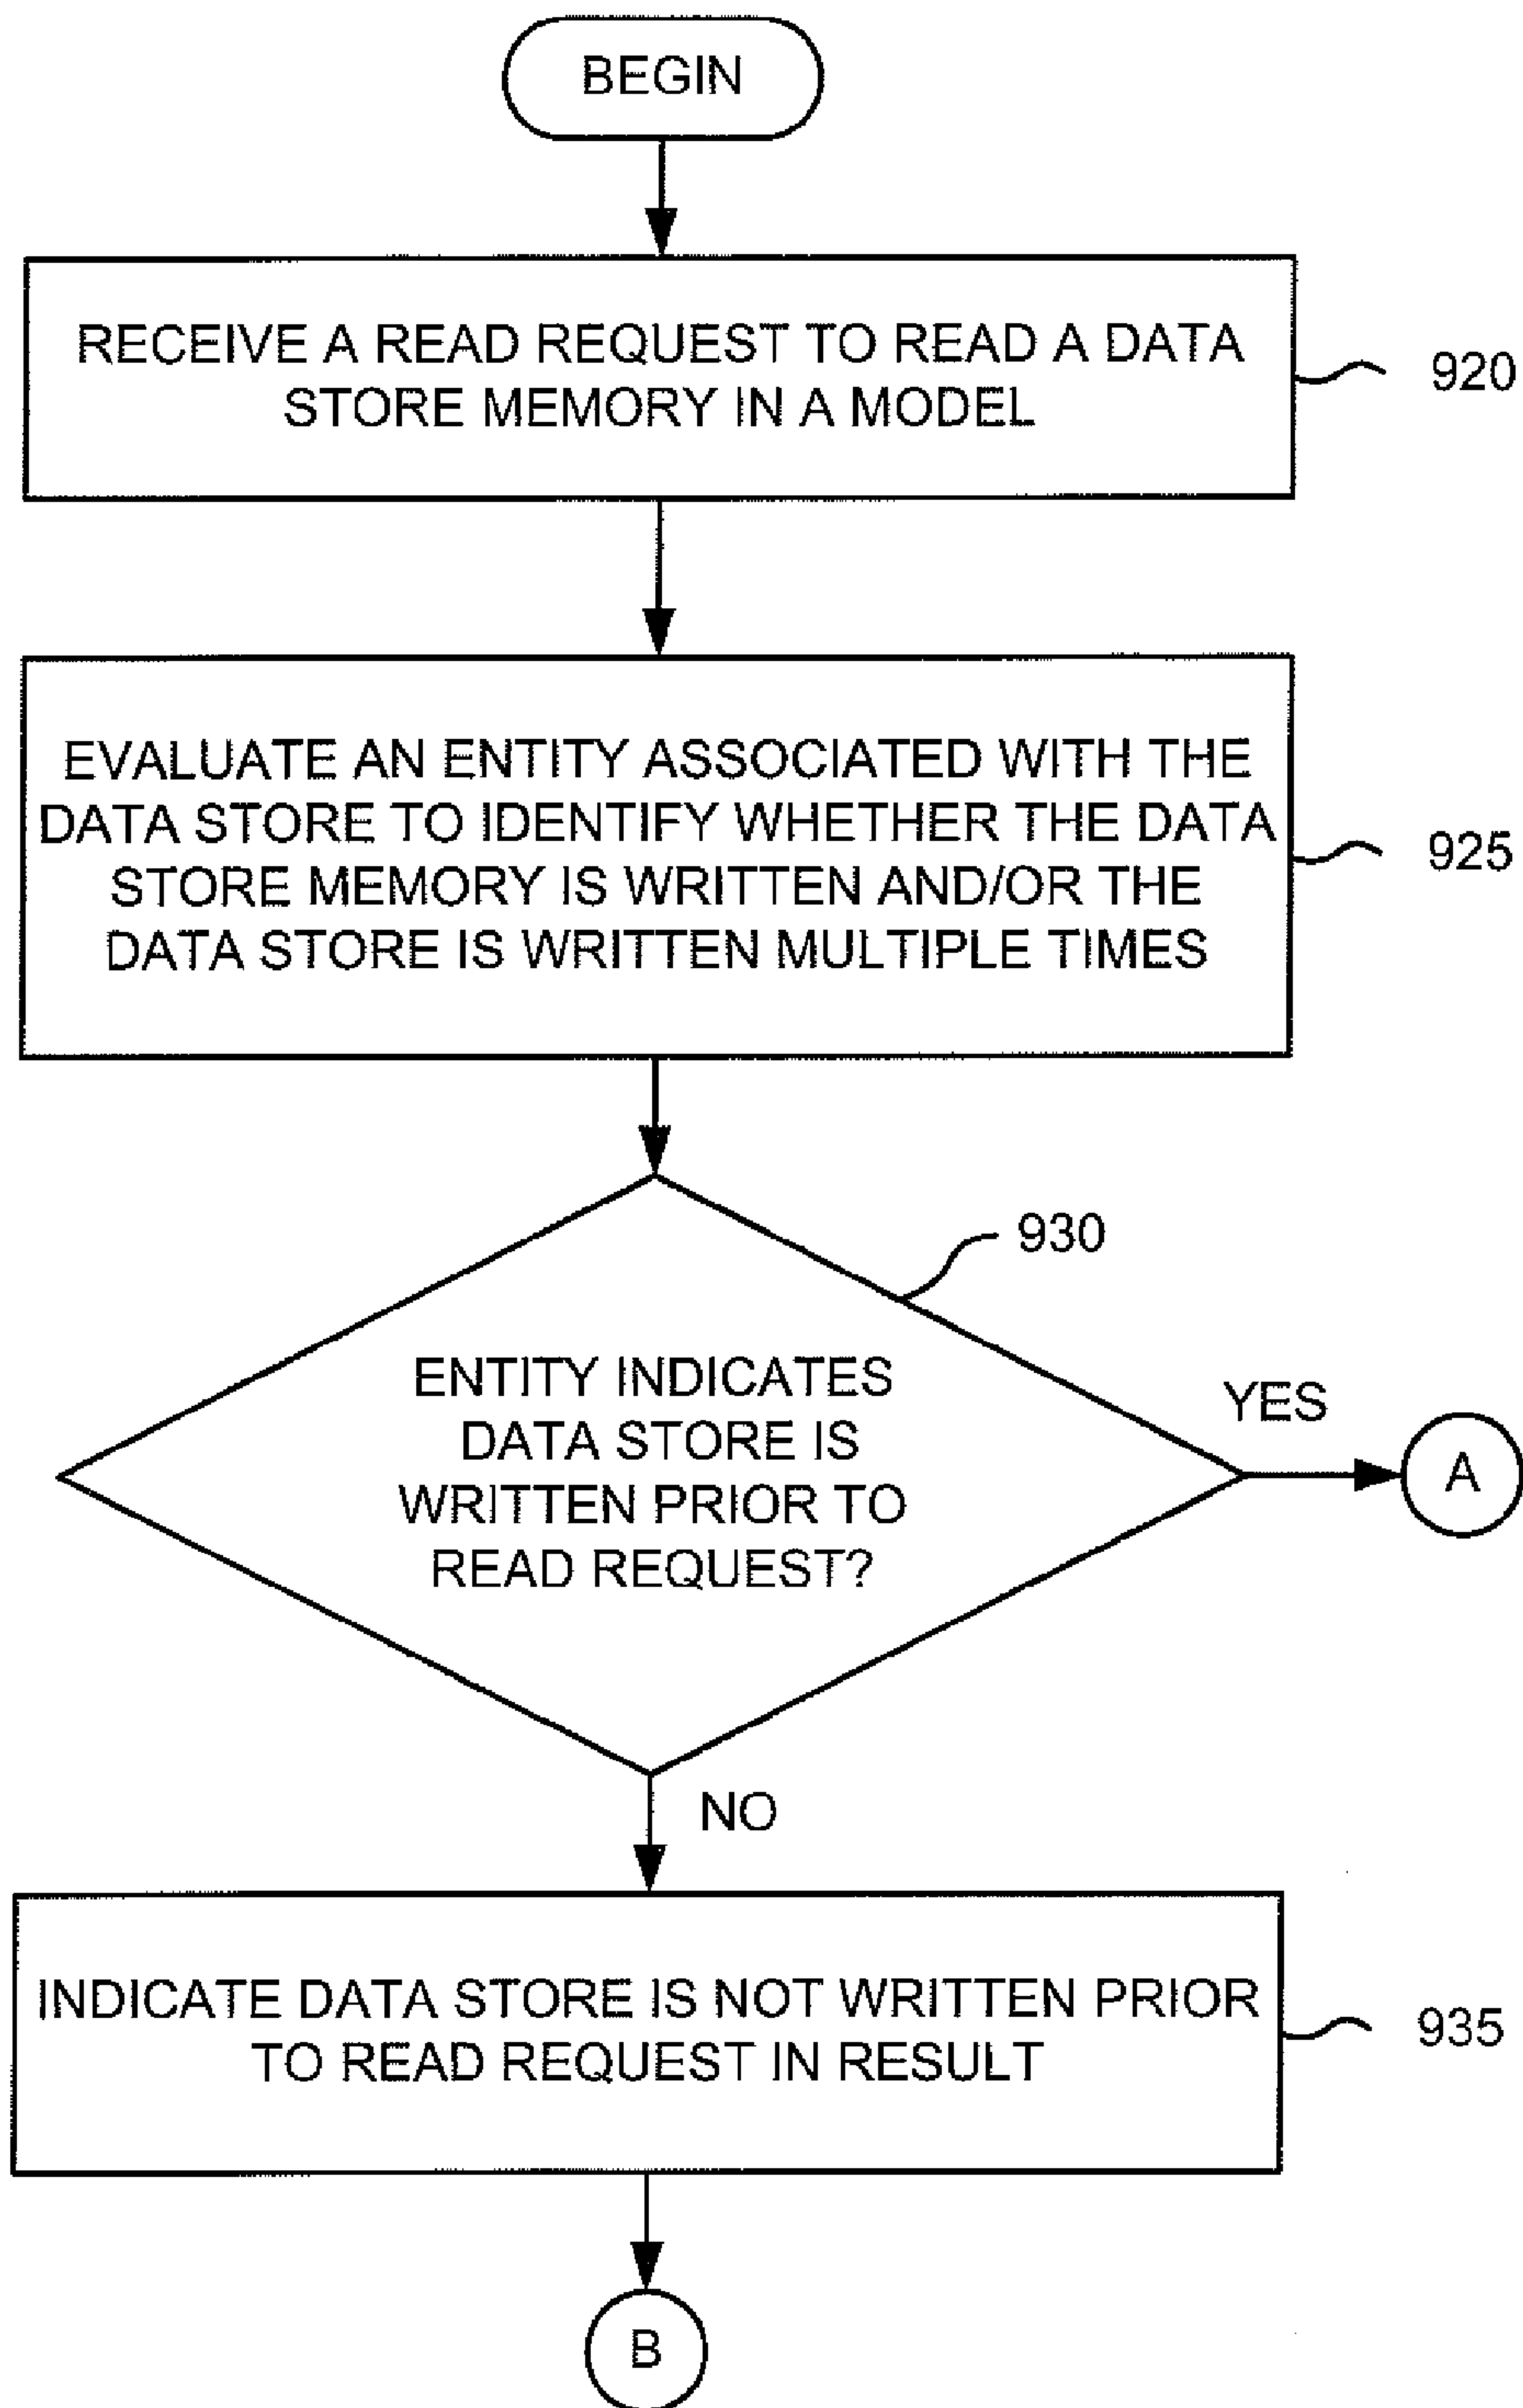 BEGIN
RECEIVE A READ REQUEST TO READ A DATA
STORE MEMORY IN A MODEL
920
EVALUATE AN ENTITY ASSOCIATED WITH THE
DATA STORE TO IDENTIFY WHETHER THE DATA
STORE MEMORY IS WRITTEN AND/OR THE
DATA STORE IS WRITTEN MULTIPLE TIMES
925
930
ENTITY INDICATES
DATA STORE IS
WRITTEN PRIOR TO
READ REQUEST?
YES
A
NO
INDICATE DATA STORE IS NOT WRITTEN PRIOR
TO READ REQUEST IN RESULT
935
B